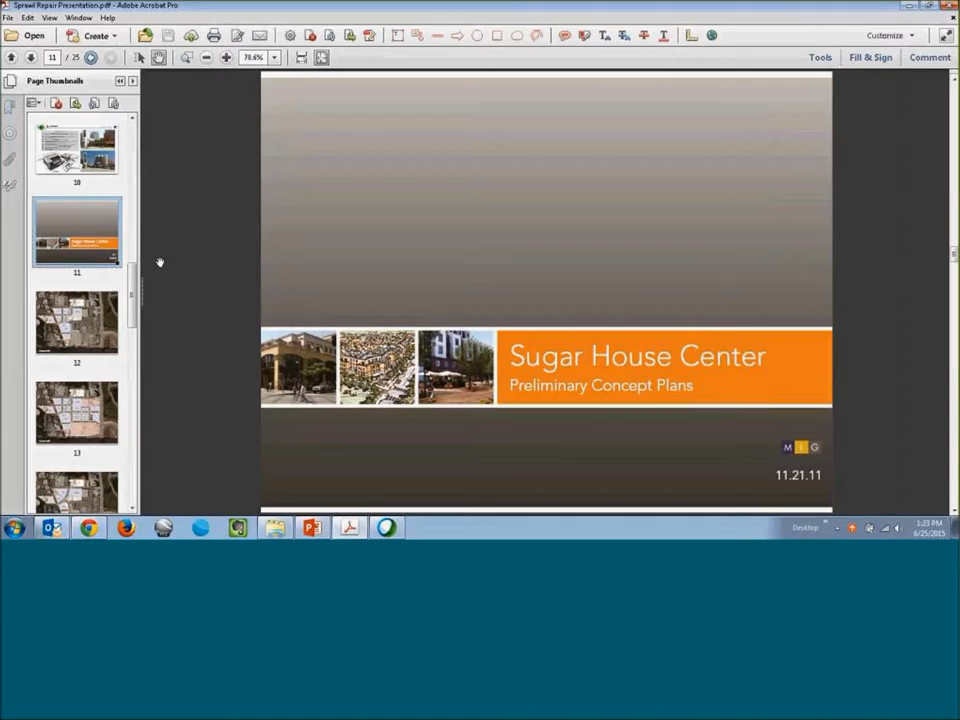 Sprawl Repair Presentation.pdf - Adobe Acrobat Pro
File Edit View Window Help
Open Create Customize
11 / 25 79.6% Tools Fill & Sign Comment
Page Thumbnails
10
11
12
13
Sugar House Center
Preliminary Concept Plans
M I G
11.21.11
Desktop 1:23 PM
6/25/2015